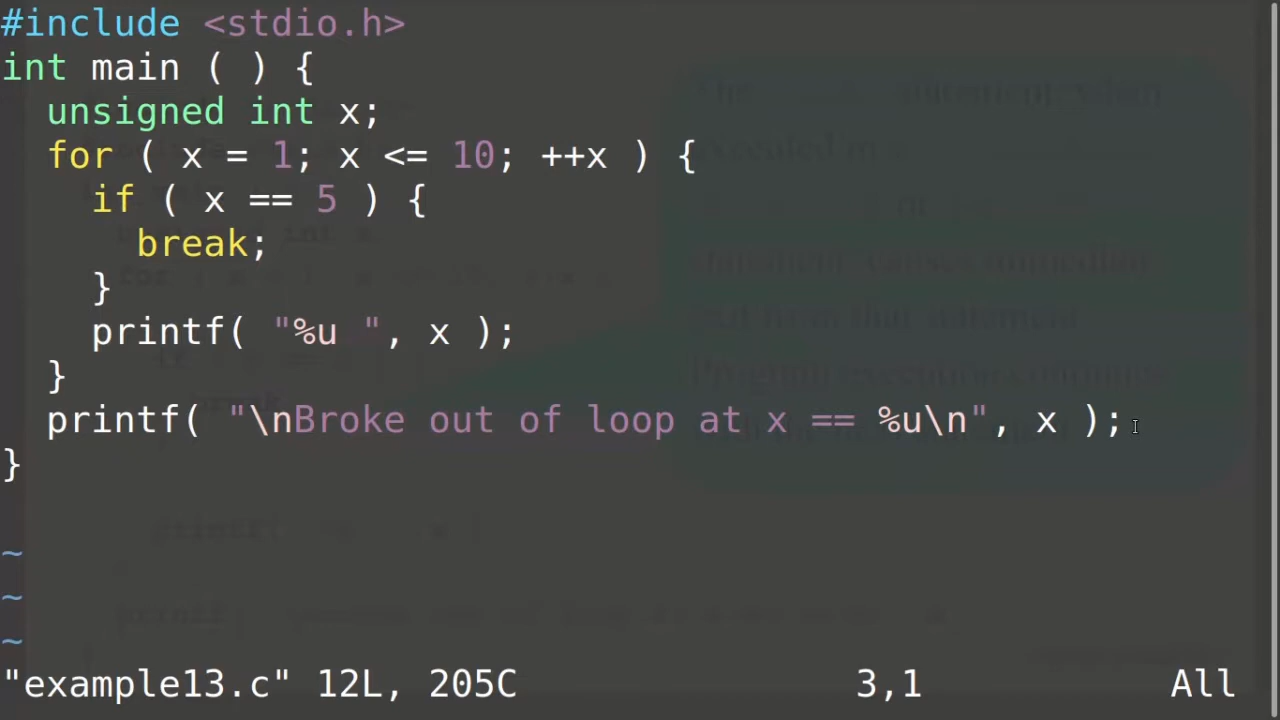 #include <stdio.h>
int main ( ) {
  unsigned int x;
  for ( x = 1; x <= 10; ++x ) {
    if ( x == 5 ) {
      break;
    }
    printf( "%u ", x );
  }
  printf( "\nBroke out of loop at x == %u\n" , x );
}
~
~
~
"example13.c" 12L, 205C 3,1 All